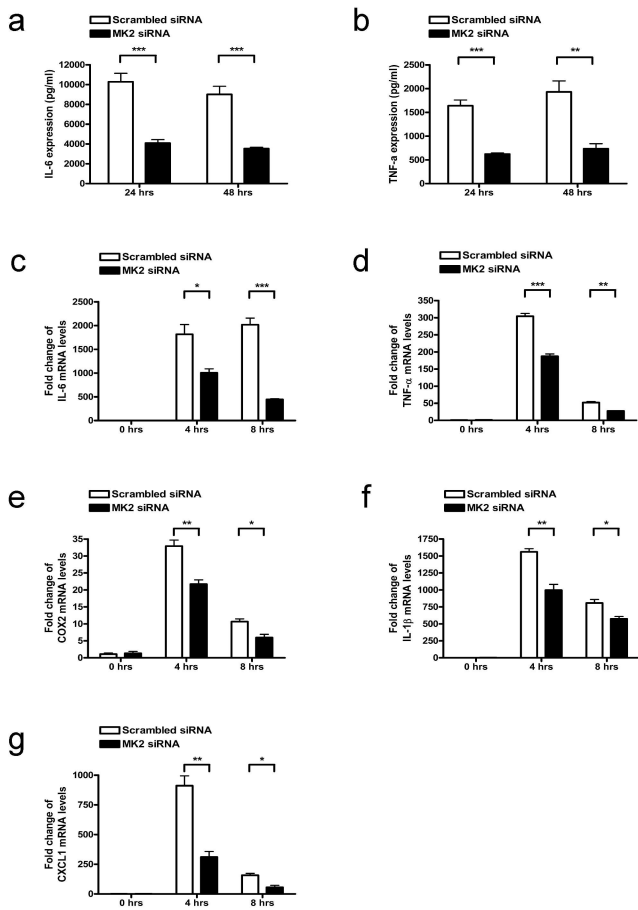 a
Scrambled siRNA
MK2 siRNA
IL-6 expression (pg/ml)
12000
10000
8000
6000
4000
2000
0
***
***
24 hrs
48 hrs
b
Scrambled siRNA
MK2 siRNA
TNF-a expression (pg/ml)
2500
2000
1500
1000
500
0
***
**
24 hrs
48 hrs
c
Scrambled siRNA
MK2 siRNA
Fold change of
IL-6 mRNA levels
2500
2000
1500
1000
500
0
*
***
0 hrs
4 hrs
8 hrs
d
Scrambled siRNA
MK2 siRNA
Fold change of
TNF-α mRNA levels
350
300
250
200
150
100
50
0
***
**
0 hrs
4 hrs
8 hrs
e
Scrambled siRNA
MK2 siRNA
Fold change of
COX2 mRNA levels
35
30
25
20
15
10
5
0
**
*
0 hrs
4 hrs
8 hrs
f
Scrambled siRNA
MK2 siRNA
Fold change of
IL-1β mRNA levels
1750
1500
1250
1000
750
500
250
0
**
*
0 hrs
4 hrs
8 hrs
g
Scrambled siRNA
MK2 siRNA
Fold change of
CXCL1 mRNA levels
1000
750
500
250
0
**
*
0 hrs
4 hrs
8 hrs